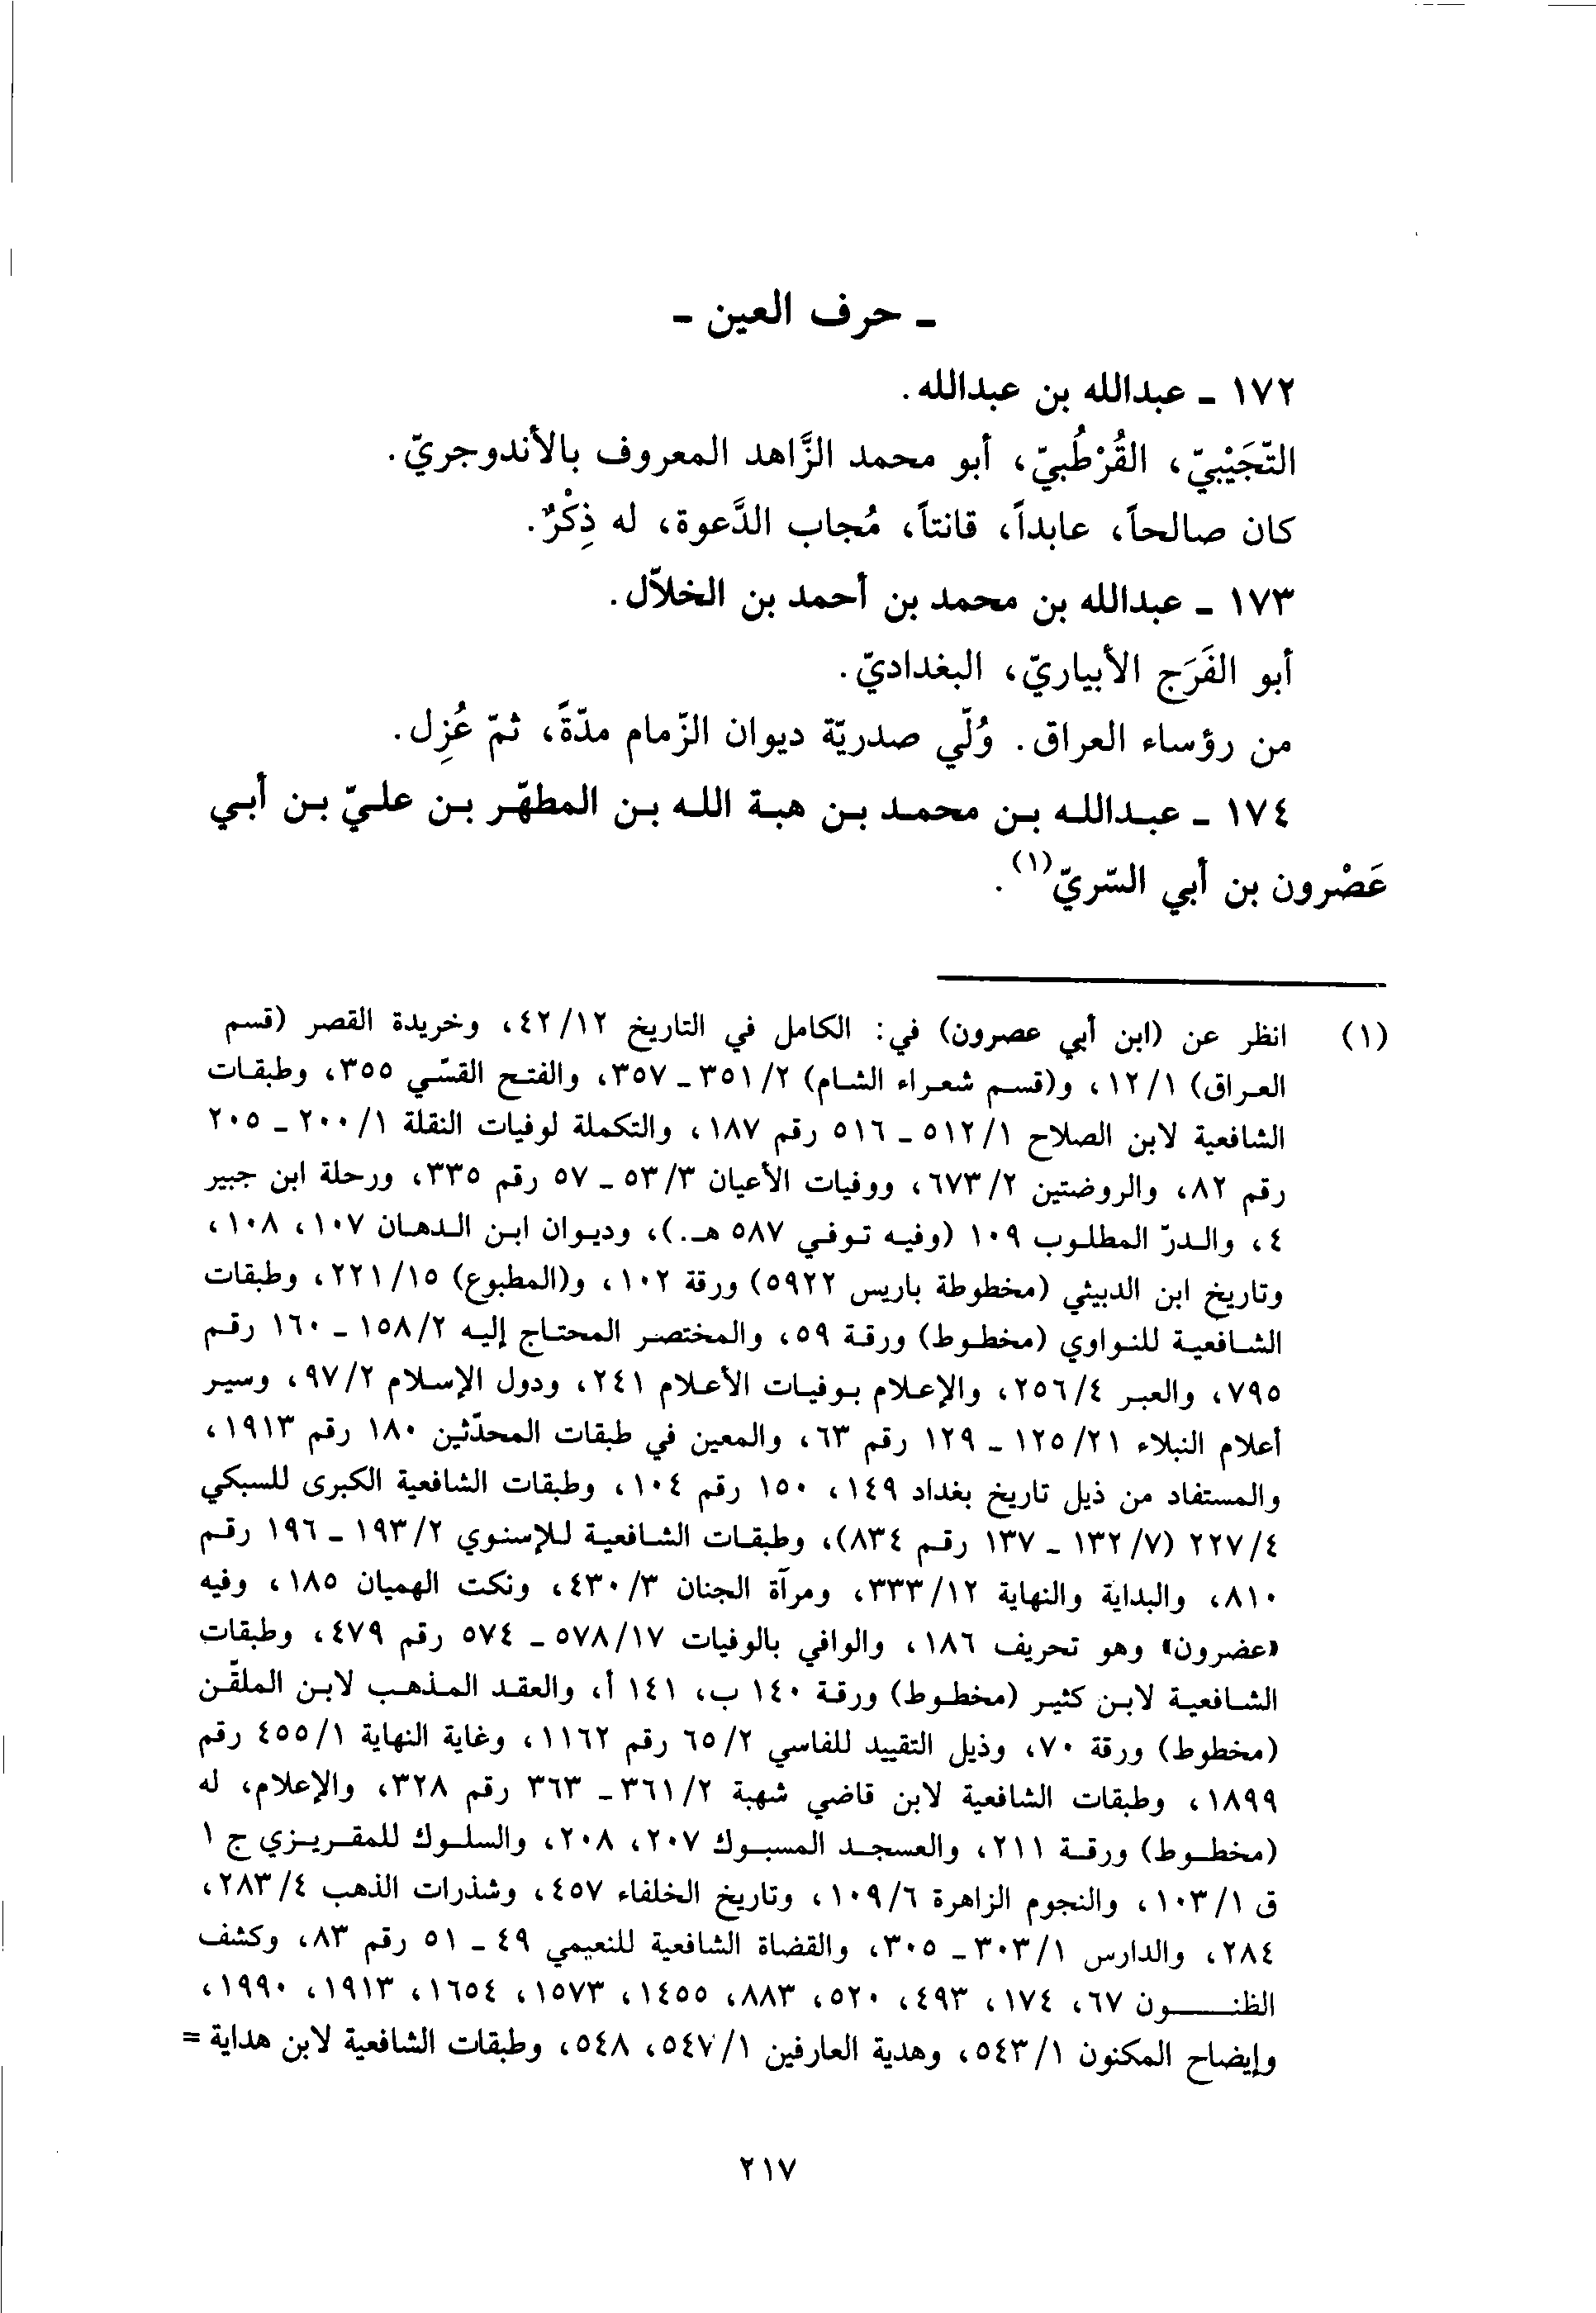 ـ حرف العين ـ
١٧٢ ـ عبدالله بن عبدالله.
التّجَيْبيّ، القُرْطُبيّ، أبو محمد الزَّاهد المعروف بالأندوجريّ.
كان صالحاً، عابداً، قانتاً، مُجاب الدَّعوة، له ذِكْرٌ.
١٧٣ ـ عبدالله بن محمد بن أحمد بن الخلاّل.
أبو الفَرَج الأبياريّ، البغداديّ.
من رؤساء العراق. وُلّي صدريّة ديوان الزّمام مدّةً، ثمّ عُزِل.
١٧٤ ـ عبدالله بن محمد بن هبة الله بن المطهّر بن عليّ بن أبي
عَصْرون بن أبي السّريّ(١).
(١) انظر عن (ابن أبي عصرون) في: الكامل في التاريخ ٤٢/١٢، وخريدة القصر (قسم
العراق) ١٢/١، و(قسم شعراء الشام) ٣٥١/٢ ـ ٣٥٧، والفتح القسّي ٣٥٥، وطبقات
الشافعية لابن الصلاح ٥١٢/١ ـ ٥١٦ رقم ١٨٧، والتكملة لوفيات النقلة ٢٠٠/١ ـ ٢٠٥
رقم ٨٢، والروضتين ٦٧٣/٢، ووفيات الأعيان ٥٣/٣ ـ ٥٧ رقم ٣٣٥، ورحلة ابن جبير
٤، والدرّ المطلوب ١٠٩ (وفيه توفي ٥٨٧ هـ.)، وديوان ابن الدهان ١٠٧، ١٠٨،
وتاريخ ابن الدبيثي (مخطوطة باريس ٥٩٢٢) ورقة ١٠٢، و(المطبوع) ٢٢١/١٥، وطبقات
الشافعية للنواوي (مخطوط) ورقة ٥٩، والمختصر المحتاج إليه ١٥٨/٢ ـ ١٦٠ رقم
٧٩٥، والعبر ٢٥٦/٤، والإعلام بوفيات الأعلام ٢٤١، ودول الإسلام ٩٧/٢، وسير
أعلام النبلاء ١٢٥/٢١ ـ ١٢٩ رقم ٦٣، والمعين في طبقات المحدّثين ١٨٠ رقم ١٩١٣،
والمستفاد من ذيل تاريخ بغداد ١٤٩، ١٥٠ رقم ١٠٤، وطبقات الشافعية الكبرى للسبكي
٢٢٧/٤ (١٣٢/٧ ـ ١٣٧ رقم ٨٣٤)، وطبقات الشافعية للإسنوي ١٩٣/٢ ـ ١٩٦ رقم
٨١٠، والبداية والنهاية ٣٣٣/١٢، ومرآة الجنان ٤٣٠/٣، ونكت الهميان ١٨٥، وفيه
«عضرون» وهو تحريف ١٨٦، والوافي بالوفيات ٥٧٨/١٧ ـ ٥٧٤ رقم ٤٧٩، وطبقات
الشافعية لابن كثير (مخطوط) ورقة ١٤٠ ب، ١٤١ أ، والعقد المذهب لابن الملقّن
(مخطوط) ورقة ٧٠، وذيل التقييد للفاسي ٦٥/٢ رقم ١١٦٢، وغاية النهاية ٤٥٥/١ رقم
١٨٩٩، وطبقات الشافعية لابن قاضي شهبة ٣٦١/٢ ـ ٣٦٣ رقم ٣٢٨، والإعلام، له
(مخطوط) ورقة ٢١١، والعسجد المسبوك ٢٠٧، ٢٠٨، والسلوك للمقريزي ج ١
ق ١٠٣/١، والنجوم الزاهرة ١٠٩/٦، وتاريخ الخلفاء ٤٥٧، وشذرات الذهب ٢٨٣/٤،
٢٨٤، والدارس ٣٠٣/١ ـ ٣٠٥، والقضاة الشافعية للنعيمي ٤٩ ـ ٥١ رقم ٨٣، وكشف
الظنون ٦٧، ١٧٤، ٤٩٣، ٥٢٠، ٨٨٣، ١٤٥٥، ١٥٧٣، ١٦٥٤، ١٩١٣، ١٩٩٠،
وإيضاح المكنون ٥٤٣/١، وهدية العارفين ٥٤٧/١، ٥٤٨، وطبقات الشافعية لابن هداية =
٢١٧